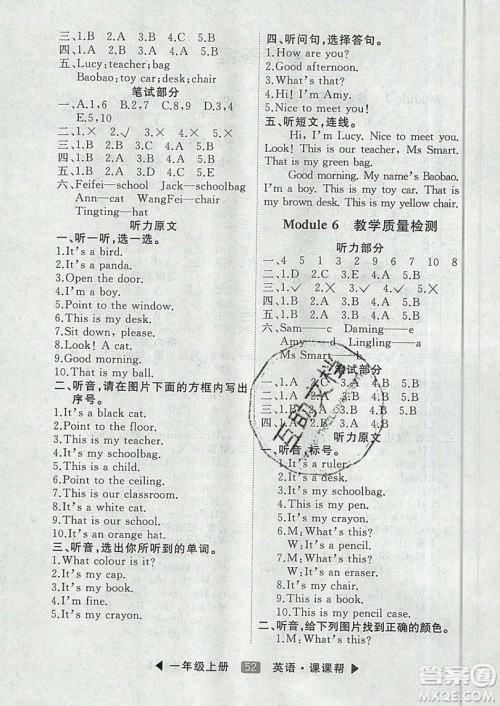 三、1.B 2.A 3.B 4.A 5.B
四、1.B 2.A 3.A 4.B 5.B
五、Lucy:teacher;bag
Baobao:toy car;desk;chair
笔试部分
一、A.1,6 B.2,7 C.8,9 D.3,4
E.5,10
二、1.× 2.√ 3.× 4.× 5.×
三、1.A 2.B 3.B 4.A 5.A
四、1.B 2.B 3.A 4.A 5.B
五、1.B 2.A 3.B 4.A 5.B
六、Feifei—school Jack—schoolbag
Ann—cat WangFei—chair
Tingting—hat
听力原文
一、听一听,选一选。
1.It's a bird.
2.It's a panda.
3.Open the door.
4.I'm a boy.
5.Point to the window.
6.This is my desk.
7.Sit down, please.
8.Look! A cat.
9.Good morning.
10.That is my ball.
二、听音,请在图片下面的方框内写出
序号。
1.It's a black cat.
2.Point to the floor.
3.That is my schoolbag.
4.This is my teacher.
5.This is a child.
6.Point to the ceiling.
7.This is our classroom.
8.It's a white cat.
9.This is our school.
10.It's an orange hat.
三、听音,选出你所听到的单词。
1.What colour is it?
2.It's my cap.
3.It's my book.
4.I'm fine.
5.It's my crayon.
四、听问句,选择答句。
1.How are you?
2.Good afternoon.
3.What's that?
4.Hi! I'm Amy.
5.Nice to meet you!
五、听短文,连线。
Hi, I'm Lucy. Nice to meet you.
Look! This is our teacher, Ms Smart.
That is my green bag.
Good morning. My name's Baobao.
I'm a boy. This is my toy car. That is
my brown desk. This is my yellow chair.
Module 6 教学质量检测
听力部分
一、4 5 9 1 3 6 2 7 10 8
二、1.D 2.C 3.E 4.A 5.B
三、1.√ 2.× 3.√ 4.× 5.√
四、1.B 2.A 3.A 4.A 5.B
五、1.B 2.A 3.B 4.A 5.B
六、Sam—c Daming—e
Amy—d Lingling—a
Ms Smart—b
笔试部分
听力原文
一、听音,标号。
1.It's a ruler.
2.It's a desk.
3.It's my schoolbag.
4.This is my pencil.
5.It's my crayon.
6.M: What's this?
W: It's a pencil.
7.M: What's this?
W: It's an eraser.
8.This is my chair.
9.This is a book.
10.This is my pencil case.
二、听音,给下列图片找到正确的颜色。
1.M: What's this?
一年级上册 52 英语·课课帮
答案圈
MXQE.COM